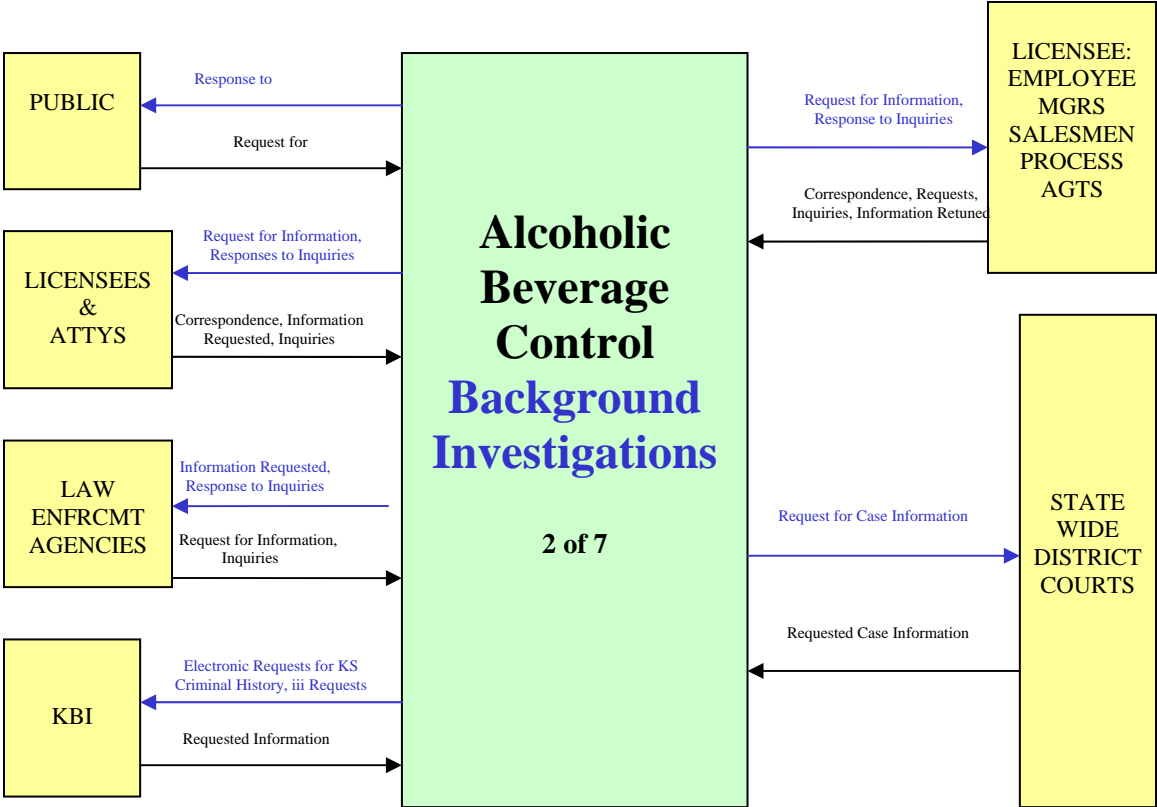 PUBLIC
Response to
Request for
LICENSEES
&
ATTYS
Request for Information,
Responses to Inquiries
Correspondence, Information
Requested, Inquiries
LAW
ENFRCMT
AGENCIES
Information Requested,
Response to Inquiries
Request for Information,
Inquiries
KBI
Electronic Requests for KS
Criminal History, iii Requests
Requested Information
Alcoholic
Beverage
Control
Background
Investigations
2 of 7
Request for Information,
Response to Inquiries
Correspondence, Requests,
Inquiries, Information Retuned
LICENSEE:
EMPLOYEE
MGRS
SALESMEN
PROCESS
AGTS
Request for Case Information
Requested Case Information
STATE
WIDE
DISTRICT
COURTS